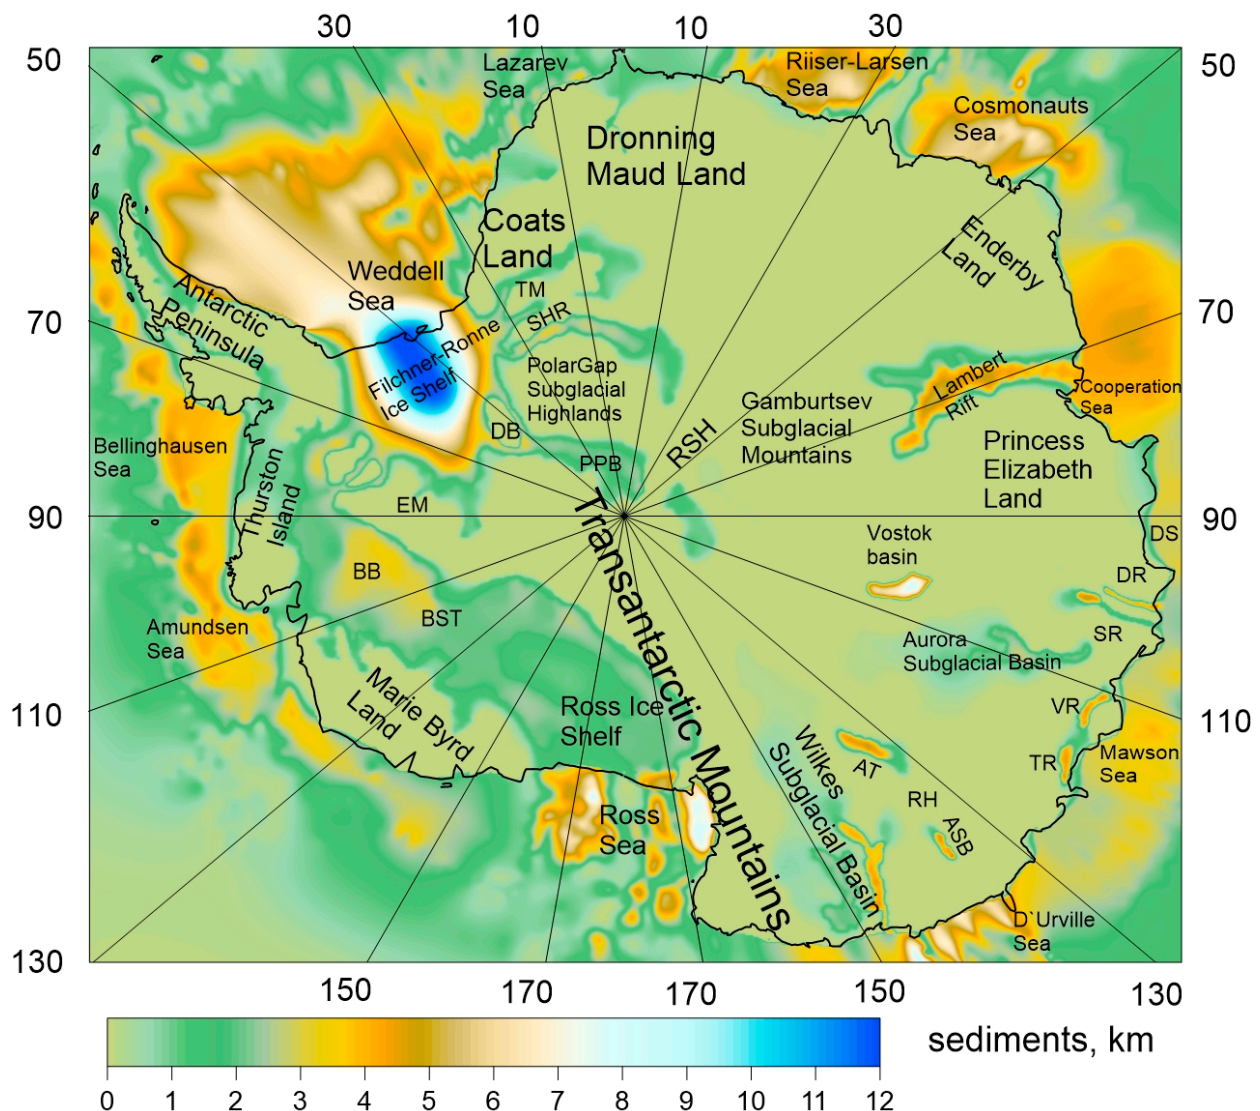 30
10
10
30
50
Lazarev
Sea
Riiser-Larsen
Sea
50
Cosmonauts
Sea
Dronning
Maud Land
Coats
Land
Enderby
Land
Weddell
Sea
TM
SHR
Antarctic
Peninsula
70
70
Filchner-Ronne
Ice Shelf
PolarGap
Subglacial
Highlands
Lambert
Rift
Cooperation
Sea
Gamburtsev
Subglacial
Mountains
RSH
DB
PPB
Princess
Elizabeth
Land
Bellinghausen
Sea
Thurston
Island
EM
90
90
Vostok
basin
DS
BB
DR
BST
Amundsen
Sea
SR
Aurora
Subglacial Basin
Transantarctic Mountains
Marie Byrd
Land
Ross Ice
Shelf
VR
110
110
Wilkes
Subglacial Basin
AT
TR
Mawson
Sea
RH
ASB
Ross
Sea
D`Urville
Sea
130
150
170
170
150
130
sediments, km
0 1 2 3 4 5 6 7 8 9 10 11 12